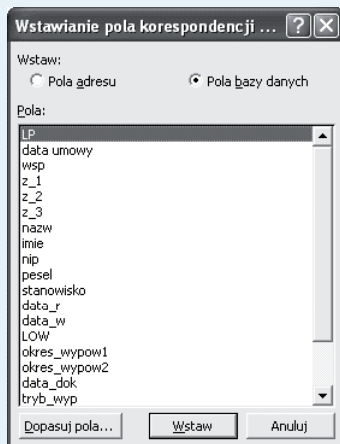 Wstawianie pola korespondencji ...
Wstaw:
Pola adresu Pola bazy danych
Pola:
LP
data umowy
wsp
z_1
z_2
z_3
nazw
imie
nip
pesel
stanowisko
data_r
data_w
LOW
okres_wypow1
okres_wypow2
data_dok
tryb_wyp
Dopasuj pola... Wstaw Anuluj